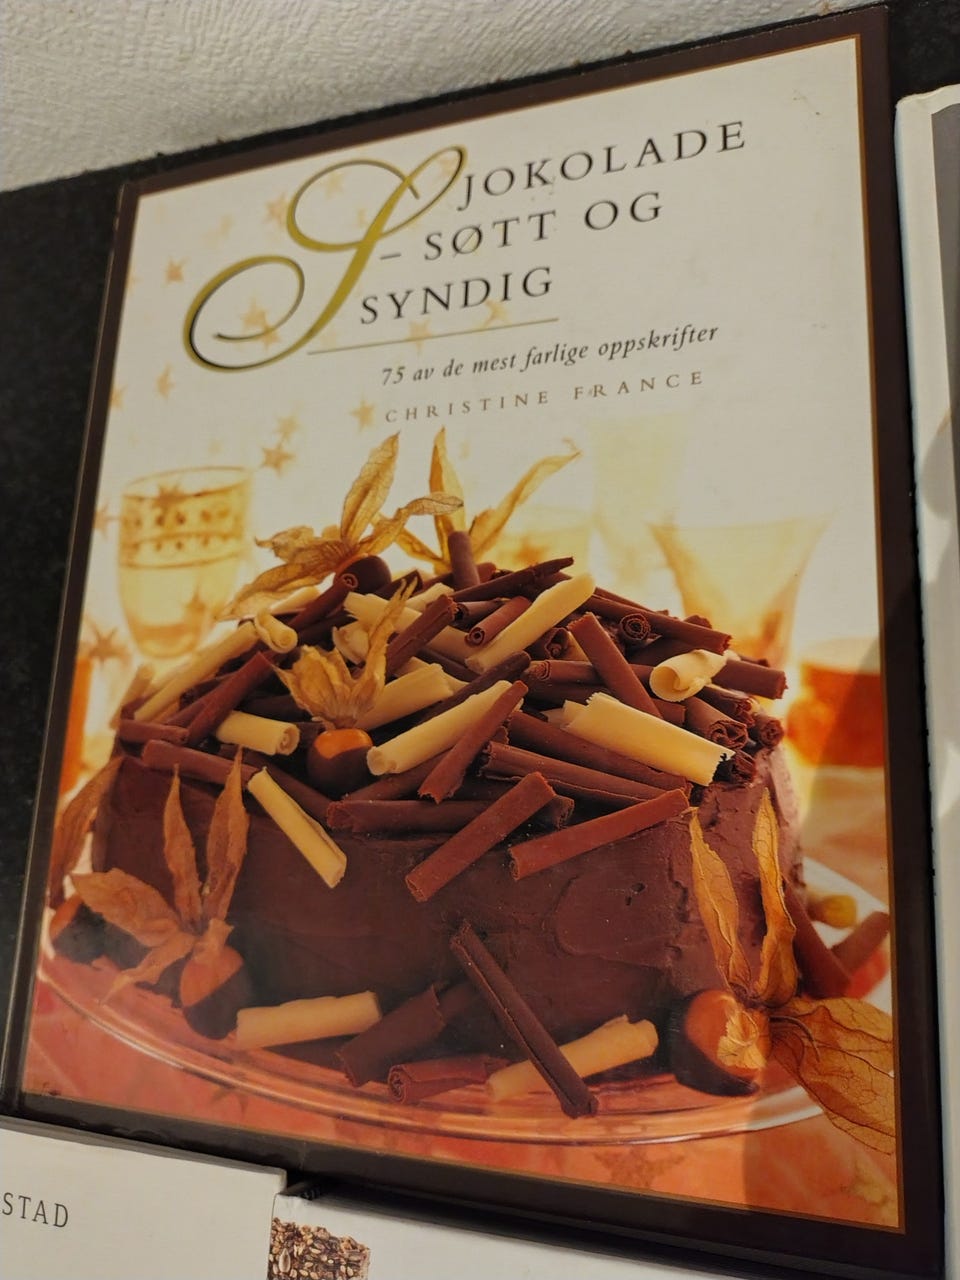 SJOKOLADE
– SØTT OG
SYNDIG
75 av de mest farlige oppskrifter
CHRISTINE FRANCE
STAD